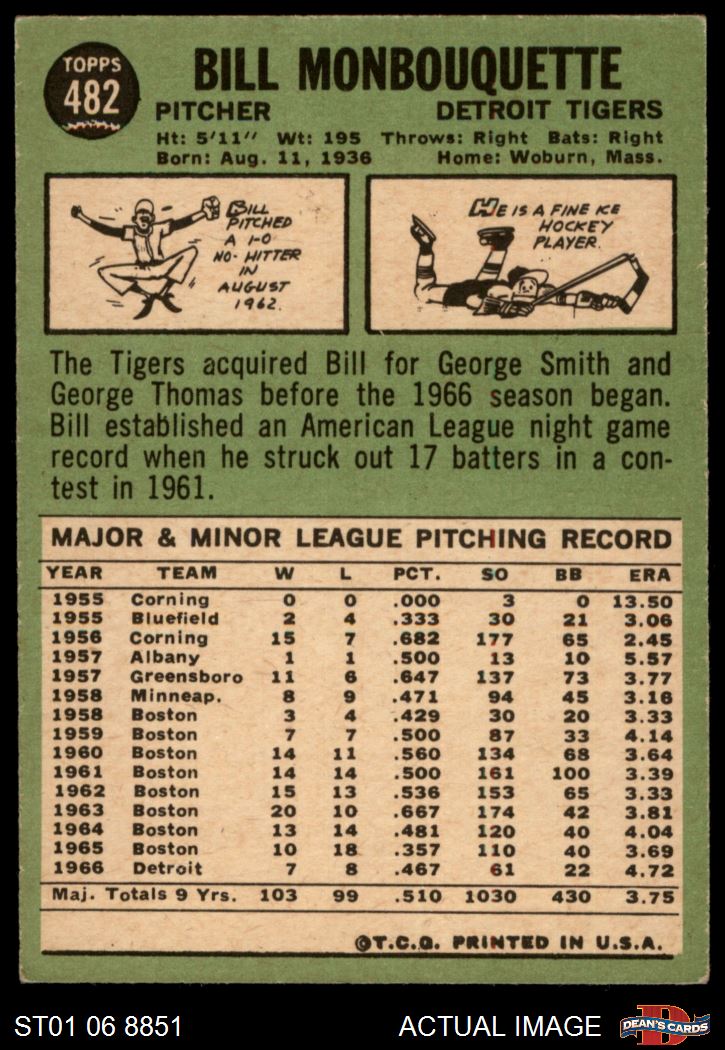 TOPPS
482
BILL MONBOUQUETTE
PITCHER DETROIT TIGERS
Ht: 5'11" Wt: 195 Throws: Right Bats: Right
Born: Aug. 11, 1936 Home: Woburn, Mass.
BILL
PITCHED
A 1-0
NO-HITTER
IN
AUGUST
1962.
HE IS A FINE ICE
HOCKEY
PLAYER.
The Tigers acquired Bill for George Smith and
George Thomas before the 1966 season began.
Bill established an American League night game
record when he struck out 17 batters in a con-
test in 1961.
MAJOR & MINOR LEAGUE PITCHING RECORD
YEAR TEAM W L PCT. SO BB ERA
1955 Corning 0 0 .000 3 0 13.50
1955 Bluefield 2 4 .333 30 21 3.06
1956 Corning 15 7 .682 177 65 2.45
1957 Albany 1 1 .500 13 10 5.57
1957 Greensboro 11 6 .647 137 73 3.77
1958 Minneap. 8 9 .471 94 45 3.16
1958 Boston 3 4 .429 30 20 3.33
1959 Boston 7 7 .500 87 33 4.14
1960 Boston 14 11 .560 134 68 3.64
1961 Boston 14 14 .500 161 100 3.39
1962 Boston 15 13 .536 153 65 3.33
1963 Boston 20 10 .667 174 42 3.81
1964 Boston 13 14 .481 120 40 4.04
1965 Boston 10 18 .357 110 40 3.69
1966 Detroit 7 8 .467 61 22 4.72
Maj. Totals 9 Yrs. 103 99 .510 1030 430 3.75
©T.C.G. PRINTED IN U.S.A.
ST01 06 8851 ACTUAL IMAGE D DEAN'S CARDS